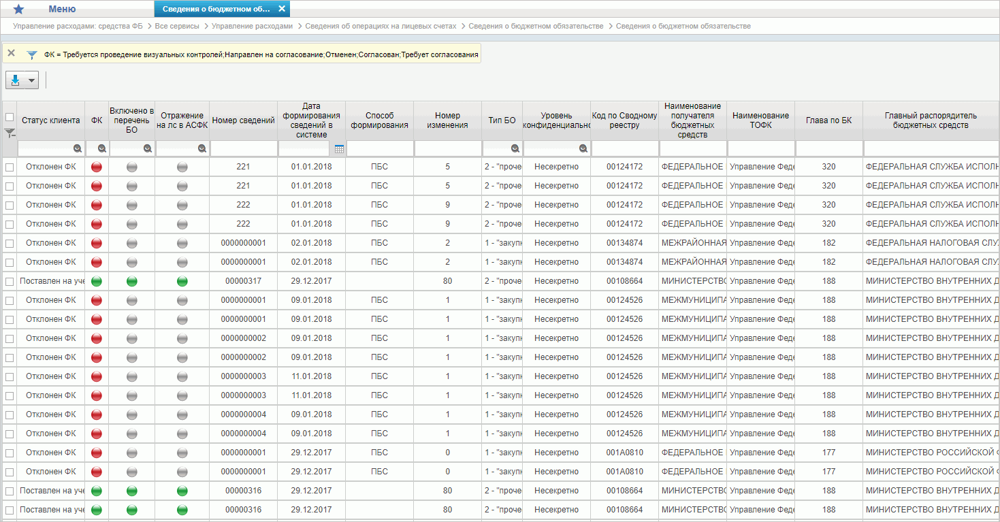 Меню
Сведения о бюджетном об...
Управление расходами: средства ФБ > Все сервисы > Управление расходами > Сведения об операциях на лицевых счетах > Сведения о бюджетном обязательстве > Сведения о бюджетном обязательстве
ФК = Требуется проведение визуальных контролей;Направлен на согласование;Отменен;Согласован;Требует согласования
Статус клиента
ФК
Включено в
перечень
БО
Отражение
на лс в АСФК
Номер сведений
Дата
формирования
сведений в
системе
Способ
формирования
Номер
изменения
Тип БО
Уровень
конфиденциальнс
Код по Сводному
реестру
Наименование
получателя
бюджетных
средств
Наименование
ТОФК
Глава по БК
Главный распорядитель
бюджетных средств
Отклонен ФК 221 01.01.2018 ПБС 5 2 - "проче Несекретно 00124172 ФЕДЕРАЛЬНОЕ Управление Феде 320 ФЕДЕРАЛЬНАЯ СЛУЖБА ИСПОЛН
Отклонен ФК 221 01.01.2018 ПБС 5 2 - "проче Несекретно 00124172 ФЕДЕРАЛЬНОЕ Управление Феде 320 ФЕДЕРАЛЬНАЯ СЛУЖБА ИСПОЛН
Отклонен ФК 222 01.01.2018 ПБС 9 2 - "проче Несекретно 00124172 ФЕДЕРАЛЬНОЕ Управление Феде 320 ФЕДЕРАЛЬНАЯ СЛУЖБА ИСПОЛН
Отклонен ФК 222 01.01.2018 ПБС 9 2 - "проче Несекретно 00124172 ФЕДЕРАЛЬНОЕ Управление Феде 320 ФЕДЕРАЛЬНАЯ СЛУЖБА ИСПОЛН
Отклонен ФК 0000000001 02.01.2018 ПБС 2 1 - "закуп Несекретно 00134874 МЕЖРАЙОННАЯ Управление Феде 182 ФЕДЕРАЛЬНАЯ НАЛОГОВАЯ СЛУ
Отклонен ФК 0000000001 02.01.2018 ПБС 2 1 - "закуп Несекретно 00134874 МЕЖРАЙОННАЯ Управление Феде 182 ФЕДЕРАЛЬНАЯ НАЛОГОВАЯ СЛУ
Поставлен на уче 00000317 29.12.2017 80 2 - "проче Несекретно 00108664 МИНИСТЕРСТВО Управление Феде 188 МИНИСТЕРСТВО ВНУТРЕННИХ Д
Отклонен ФК 0000000001 09.01.2018 ПБС 1 1 - "закуп Несекретно 00124526 МЕЖМУНИЦИПА Управление Феде 188 МИНИСТЕРСТВО ВНУТРЕННИХ Д
Отклонен ФК 0000000001 09.01.2018 ПБС 1 1 - "закуп Несекретно 00124526 МЕЖМУНИЦИПА Управление Феде 188 МИНИСТЕРСТВО ВНУТРЕННИХ Д
Отклонен ФК 0000000002 09.01.2018 ПБС 1 1 - "закуп Несекретно 00124526 МЕЖМУНИЦИПА Управление Феде 188 МИНИСТЕРСТВО ВНУТРЕННИХ Д
Отклонен ФК 0000000002 09.01.2018 ПБС 1 1 - "закуп Несекретно 00124526 МЕЖМУНИЦИПА Управление Феде 188 МИНИСТЕРСТВО ВНУТРЕННИХ Д
Отклонен ФК 0000000003 11.01.2018 ПБС 1 1 - "закуп Несекретно 00124526 МЕЖМУНИЦИПА Управление Феде 188 МИНИСТЕРСТВО ВНУТРЕННИХ Д
Отклонен ФК 0000000003 11.01.2018 ПБС 1 1 - "закуп Несекретно 00124526 МЕЖМУНИЦИПА Управление Феде 188 МИНИСТЕРСТВО ВНУТРЕННИХ Д
Отклонен ФК 0000000004 09.01.2018 ПБС 1 1 - "закуп Несекретно 00124526 МЕЖМУНИЦИПА Управление Феде 188 МИНИСТЕРСТВО ВНУТРЕННИХ Д
Отклонен ФК 0000000004 09.01.2018 ПБС 1 1 - "закуп Несекретно 00124526 МЕЖМУНИЦИПА Управление Феде 188 МИНИСТЕРСТВО ВНУТРЕННИХ Д
Отклонен ФК 0000000001 29.12.2017 ПБС 0 1 - "закуп Несекретно 001А0810 ФЕДЕРАЛЬНОЕ Управление Феде 177 МИНИСТЕРСТВО РОССИЙСКОЙ Ф
Отклонен ФК 0000000001 29.12.2017 ПБС 0 1 - "закуп Несекретно 001А0810 ФЕДЕРАЛЬНОЕ Управление Феде 177 МИНИСТЕРСТВО РОССИЙСКОЙ Ф
Поставлен на уче 00000316 29.12.2017 80 2 - "проче Несекретно 00108664 МИНИСТЕРСТВО Управление Феде 188 МИНИСТЕРСТВО ВНУТРЕННИХ Д
Поставлен на уче 00000316 29.12.2017 80 2 - "проче Несекретно 00108664 МИНИСТЕРСТВО Управление Феде 188 МИНИСТЕРСТВО ВНУТРЕННИХ Д